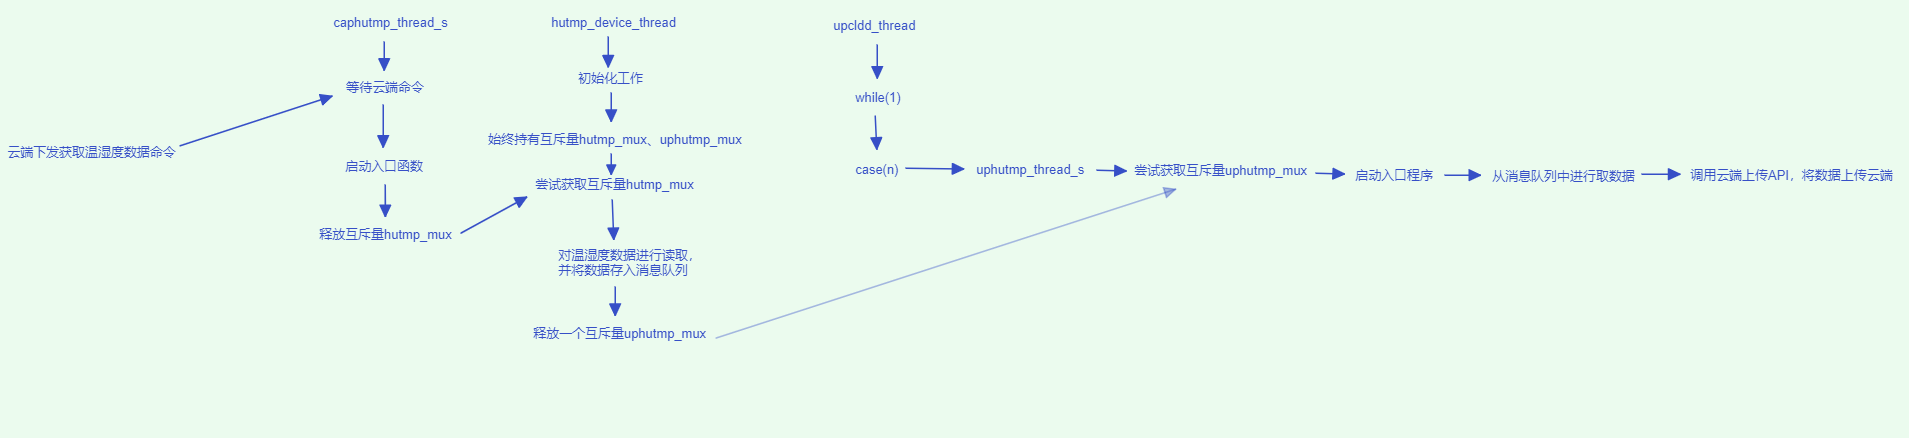 caphutmp_thread_s
hutmp_device_thread
upcldd_thread
初始化工作
等待云端命令
while(1)
始终持有互斥量hutmp_mux、uphutmp_mux
云端下发获取温湿度数据命令
启动入口函数
case(n)
uphutmp_thread_s
尝试获取互斥量uphutmp_mux
启动入口程序
从消息队列中进行取数据
调用云端上传API，将数据上传云端
尝试获取互斥量hutmp_mux
释放互斥量hutmp_mux
对温湿度数据进行读取，
并将数据存入消息队列
释放一个互斥量uphutmp_mux